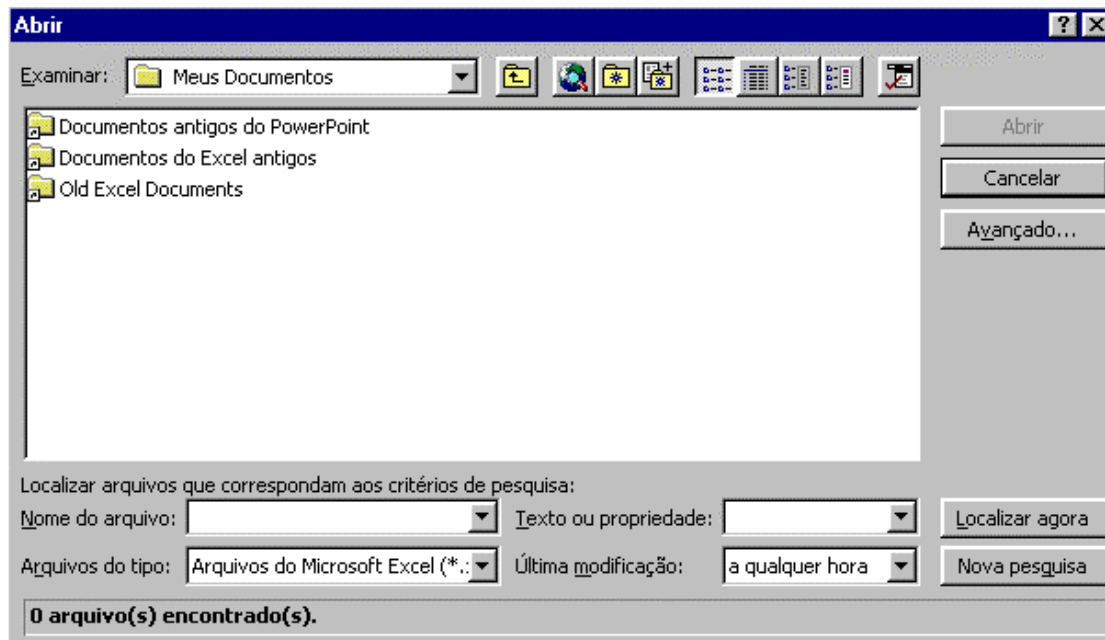 Abrir
Examinar: Meus Documentos
Documentos antigos do PowerPoint
Documentos do Excel antigos
Old Excel Documents
Abrir
Cancelar
Avançado...
Localizar arquivos que correspondam aos critérios de pesquisa:
Nome do arquivo: Texto ou propriedade: Localizar agora
Arquivos do tipo: Arquivos do Microsoft Excel (*. Última modificação: a qualquer hora Nova pesquisa
0 arquivo(s) encontrado(s).